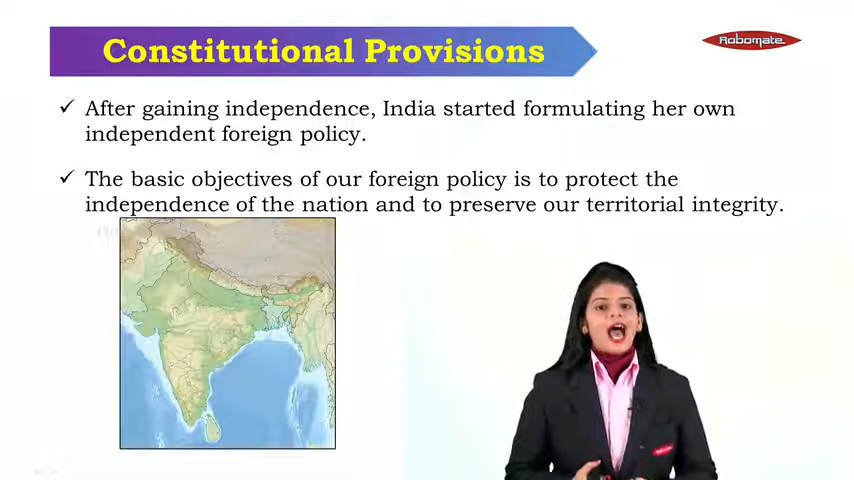 Constitutional Provisions
Robomate
✓ After gaining independence, India started formulating her own
independent foreign policy.
✓ The basic objectives of our foreign policy is to protect the
independence of the nation and to preserve our territorial integrity.